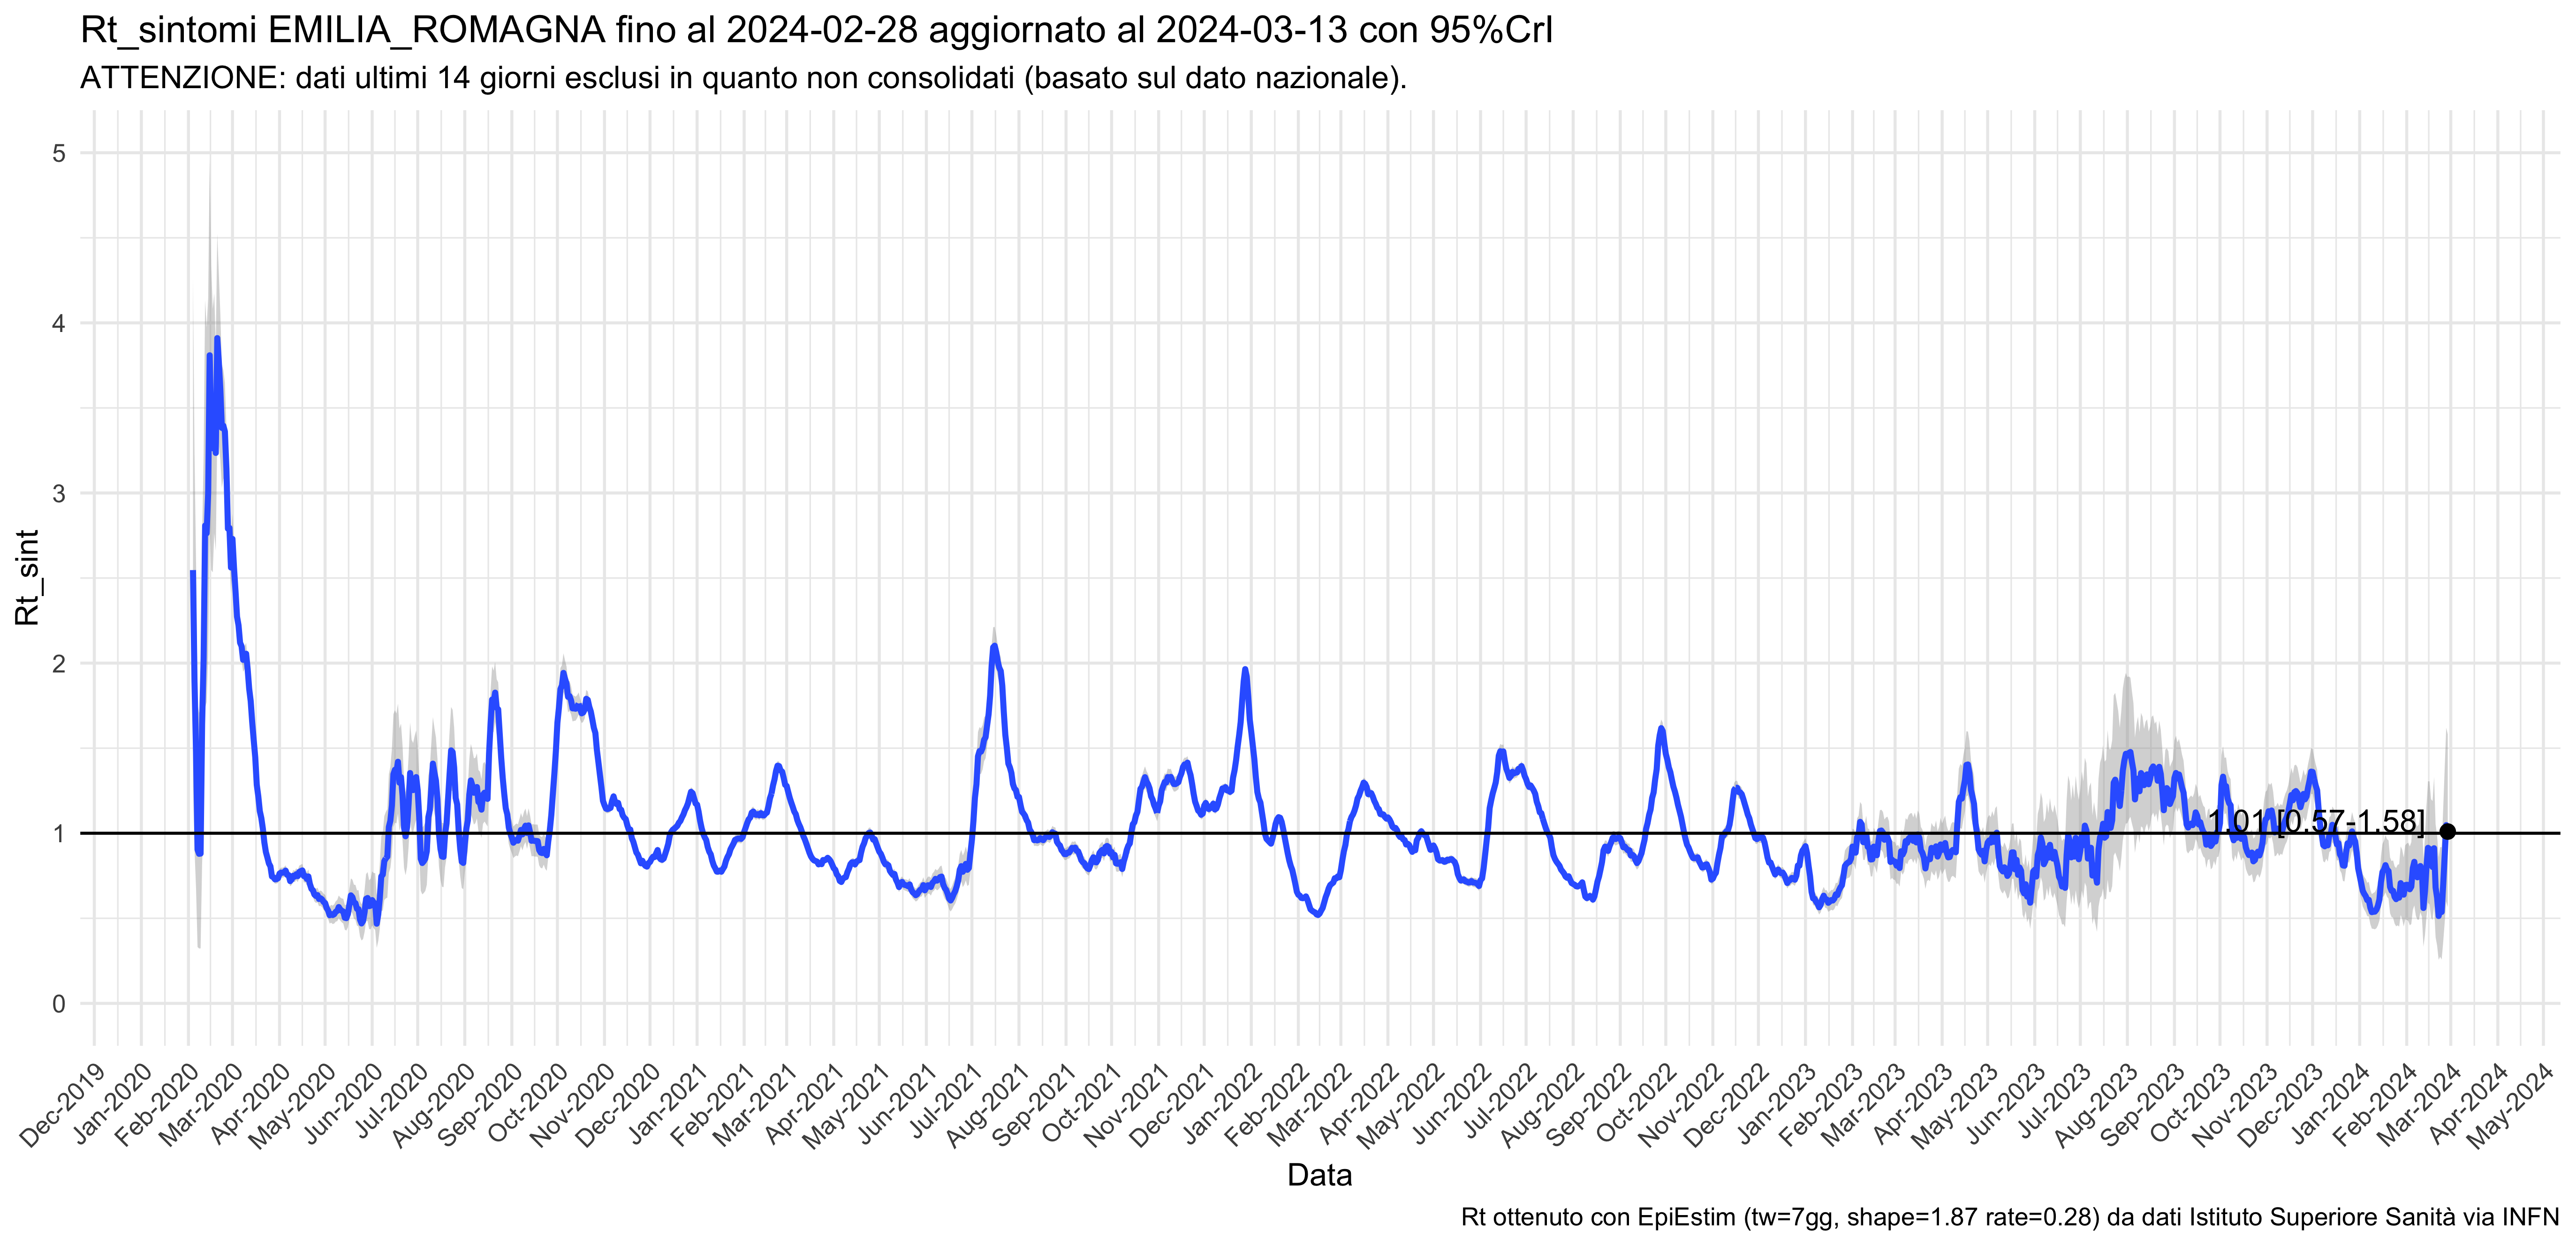 Rt_sintomi EMILIA_ROMAGNA fino al 2024-02-28 aggiornato al 2024-03-13 con 95%CrI
ATTENZIONE: dati ultimi 14 giorni esclusi in quanto non consolidati (basato sul dato nazionale).
5
4
3
2
1
0
Rt_sint
1.01 [0.57-1.58]
Dec-2019
Jan-2020
Feb-2020
Mar-2020
Apr-2020
May-2020
Jun-2020
Jul-2020
Aug-2020
Sep-2020
Oct-2020
Nov-2020
Dec-2020
Jan-2021
Feb-2021
Mar-2021
Apr-2021
May-2021
Jun-2021
Jul-2021
Aug-2021
Sep-2021
Oct-2021
Nov-2021
Dec-2021
Jan-2022
Feb-2022
Mar-2022
Apr-2022
May-2022
Jun-2022
Jul-2022
Aug-2022
Sep-2022
Oct-2022
Nov-2022
Dec-2022
Jan-2023
Feb-2023
Mar-2023
Apr-2023
May-2023
Jun-2023
Jul-2023
Aug-2023
Sep-2023
Oct-2023
Nov-2023
Dec-2023
Jan-2024
Feb-2024
Mar-2024
Apr-2024
May-2024
Data
Rt ottenuto con EpiEstim (tw=7gg, shape=1.87 rate=0.28) da dati Istituto Superiore Sanità via INFN